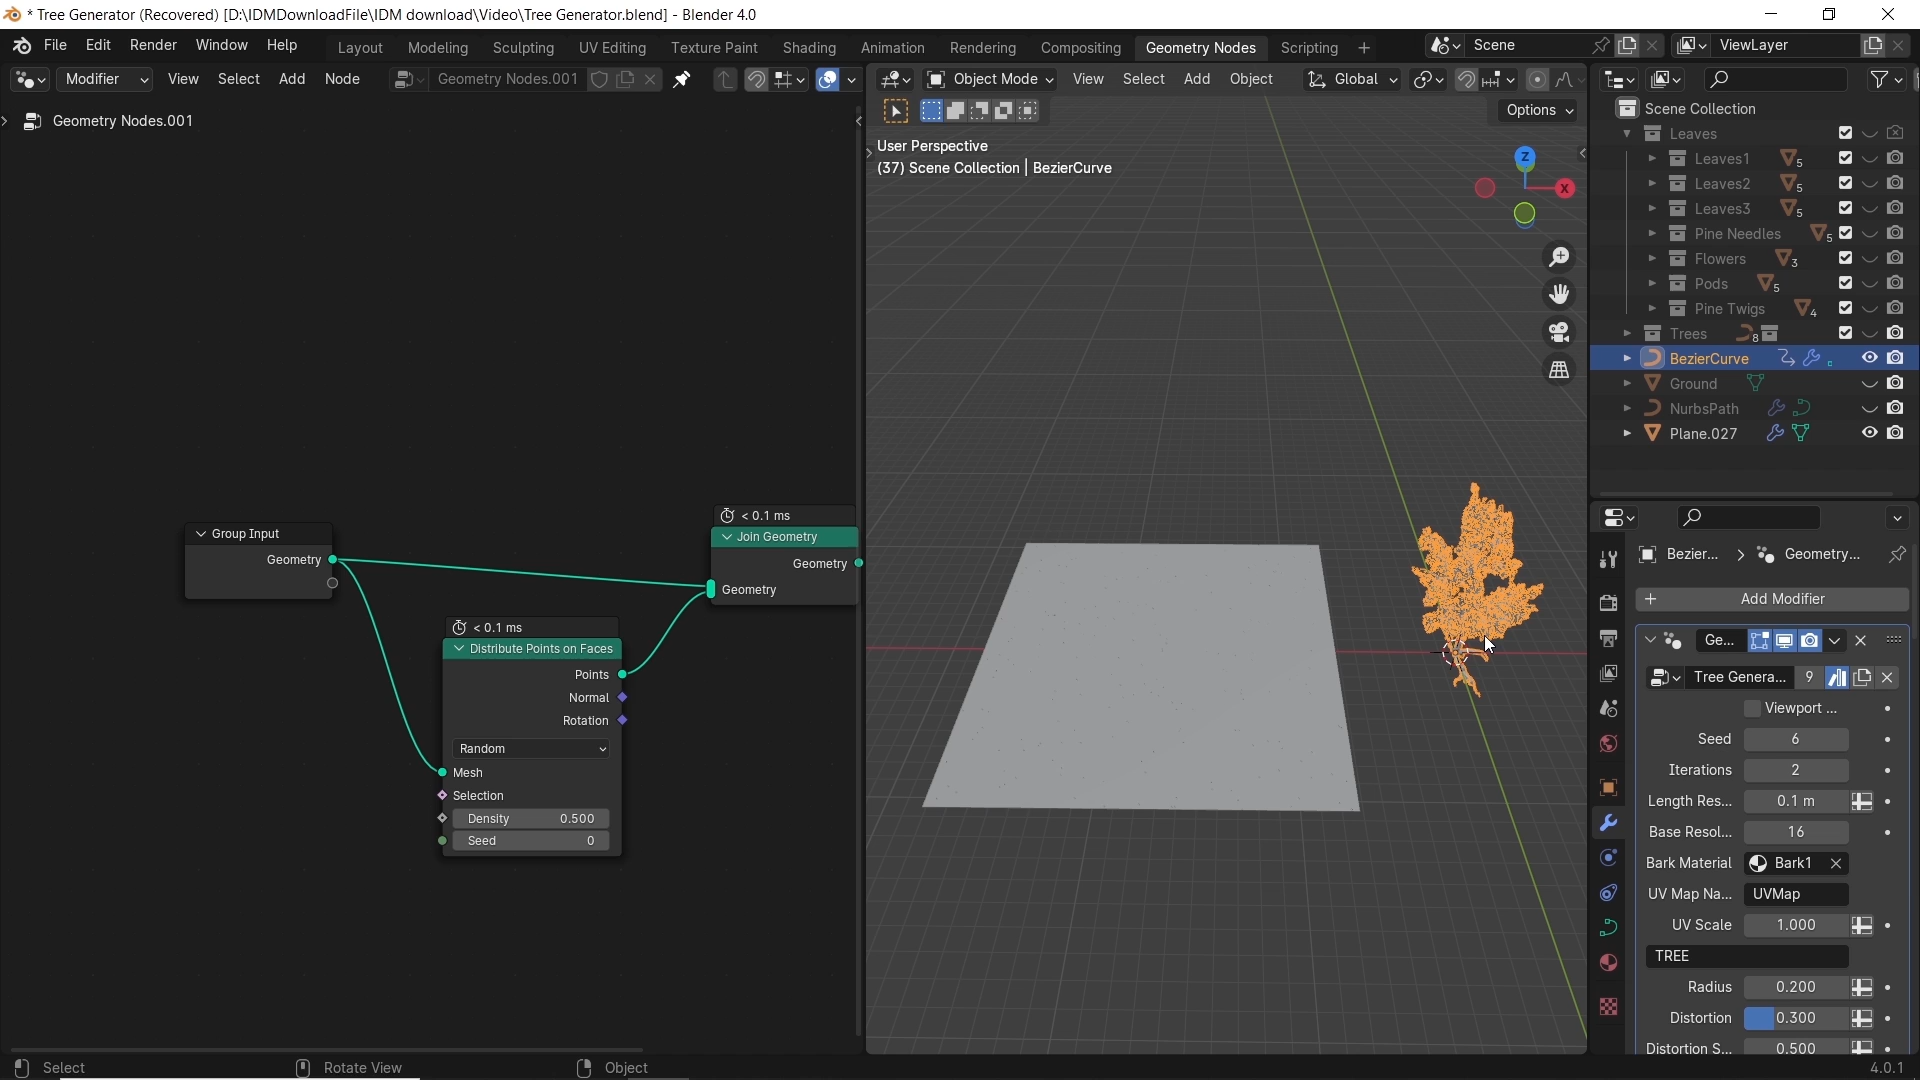 * Tree Generator (Recovered) [D:\IDMDownloadFile\IDM download\Video\Tree Generator.blend] - Blender 4.0
File Edit Render Window Help Layout Modeling Sculpting UV Editing Texture Paint Shading Animation Rendering Compositing Geometry Nodes Scripting + Scene ViewLayer
Modifier View Select Add Node Geometry Nodes.001
Geometry Nodes.001
Group Input
Geometry
< 0.1 ms
Join Geometry
Geometry
Geometry
< 0.1 ms
Distribute Points on Faces
Points
Normal
Rotation
Random
Mesh
Selection
Density 0.500
Seed 0
Object Mode View Select Add Object Global
Options
User Perspective
(37) Scene Collection | BezierCurve
Z
X
Scene Collection
Leaves
Leaves1 5
Leaves2 5
Leaves3 5
Pine Needles 5
Flowers 3
Pods 5
Pine Twigs 4
Trees 8
BezierCurve
Ground
NurbsPath
Plane.027
Bezier... Geometry...
+ Add Modifier
Ge...
Tree Genera... 9
Viewport ...
Seed 6
Iterations 2
Length Res... 0.1 m
Base Resol... 16
Bark Material Bark1
UV Map Na... UVMap
UV Scale 1.000
TREE
Radius 0.200
Distortion 0.300
Distortion S... 0.500
Select Rotate View Object 4.0.1